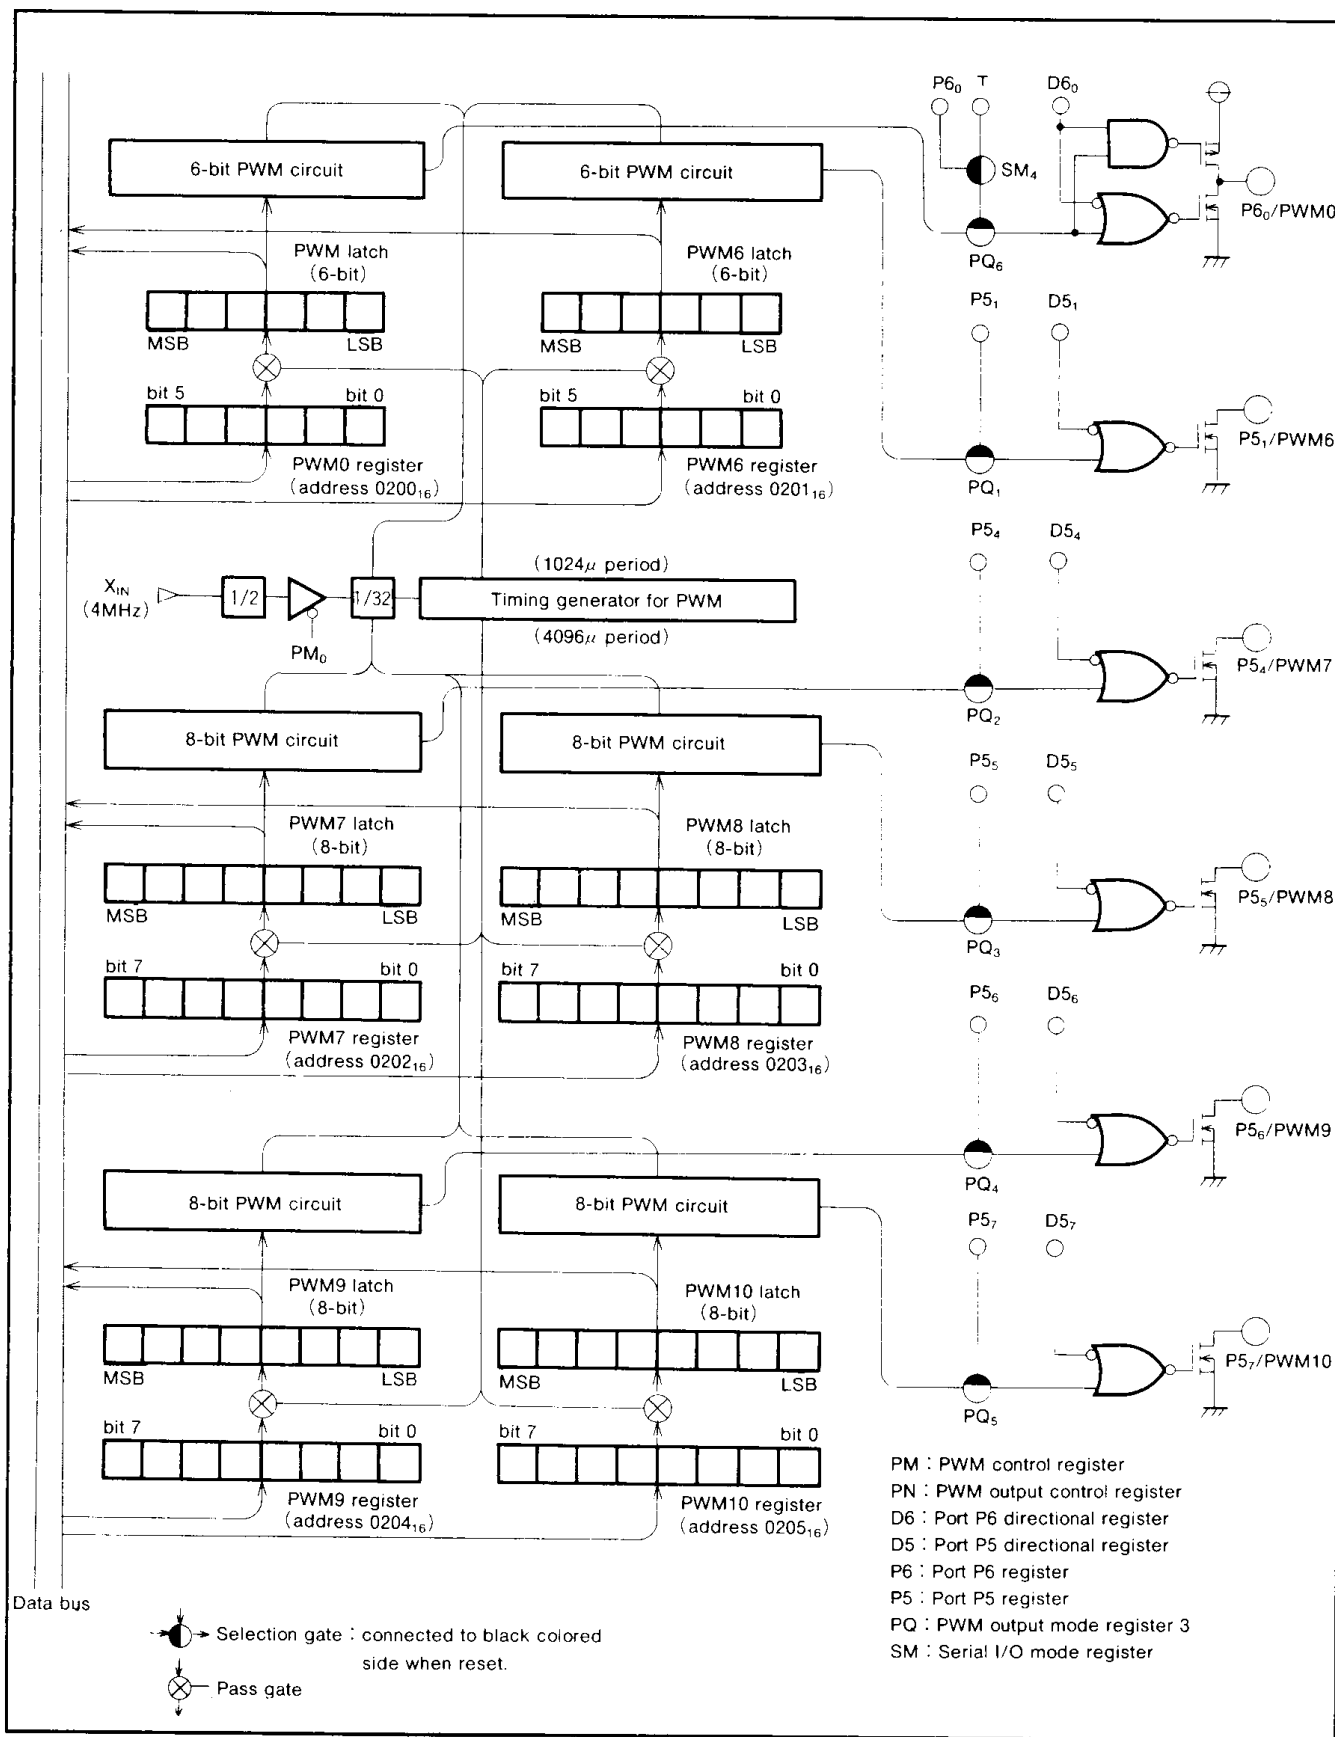 P6₀ T D6₀
6-bit PWM circuit
6-bit PWM circuit
SM₄
P6₀/PWM0
PQ₆
PWM latch
(6-bit)
PWM6 latch
(6-bit)
MSB LSB
MSB LSB
P5₁ D5₁
bit 5 bit 0
bit 5 bit 0
PWM0 register
(address 0200₁₆)
PWM6 register
(address 0201₁₆)
PQ₁
P5₁/PWM6
P5₄ D5₄
X_IN
(4MHz)
1/2
1/32
PM₀
(1024μ period)
Timing generator for PWM
(4096μ period)
PQ₂
P5₄/PWM7
8-bit PWM circuit
8-bit PWM circuit
P5₅ D5₅
PWM7 latch
(8-bit)
PWM8 latch
(8-bit)
MSB LSB
MSB LSB
PQ₃
P5₅/PWM8
bit 7 bit 0
bit 7 bit 0
P5₆ D5₆
PWM7 register
(address 0202₁₆)
PWM8 register
(address 0203₁₆)
PQ₄
P5₆/PWM9
8-bit PWM circuit
8-bit PWM circuit
P5₇ D5₇
PWM9 latch
(8-bit)
PWM10 latch
(8-bit)
MSB LSB
MSB LSB
PQ₅
P5₇/PWM10
bit 7 bit 0
bit 7 bit 0
PWM9 register
(address 0204₁₆)
PWM10 register
(address 0205₁₆)
PM : PWM control register
PN : PWM output control register
D6 : Port P6 directional register
D5 : Port P5 directional register
P6 : Port P6 register
P5 : Port P5 register
PQ : PWM output mode register 3
SM : Serial I/O mode register
Data bus
Selection gate : connected to black colored
side when reset.
Pass gate